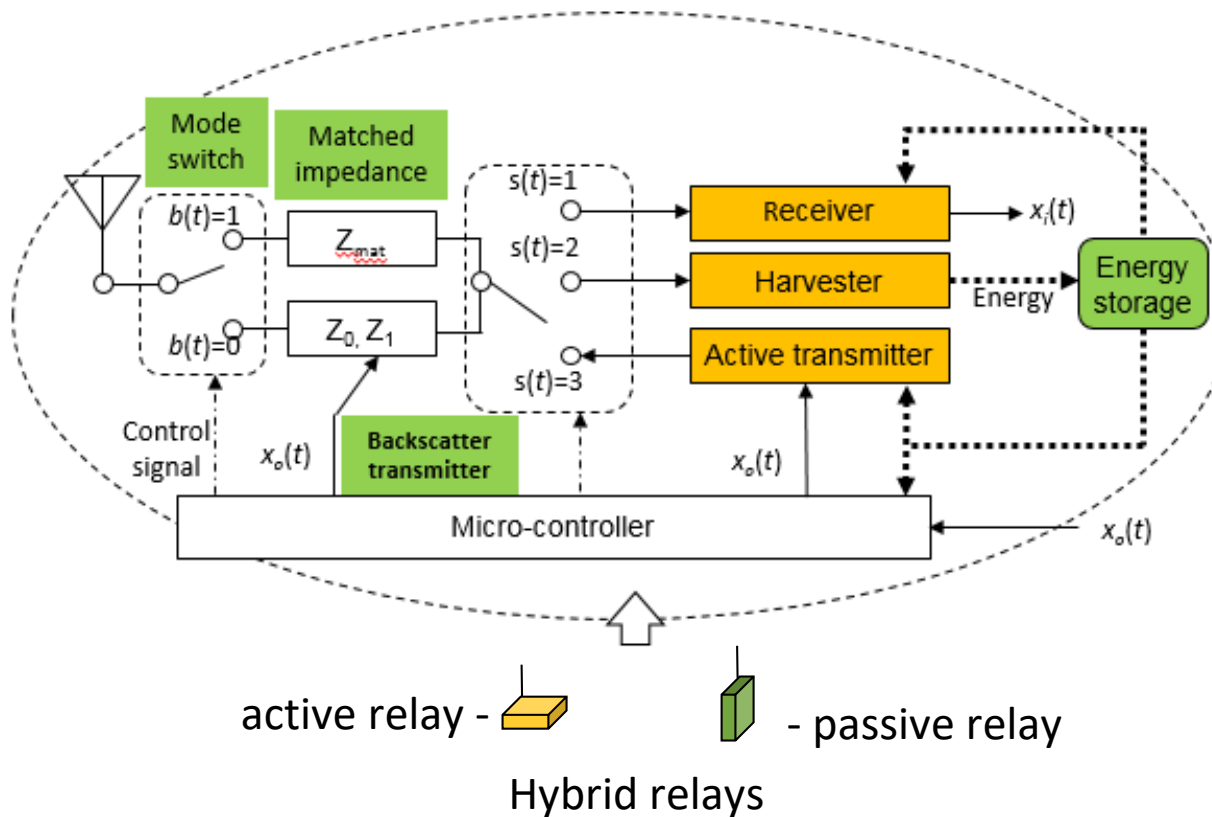 Mode
switch
Matched
impedance
b(t)=1
b(t)=0
Zmat
Z0, Z1
s(t)=1
s(t)=2
s(t)=3
Receiver
xi(t)
Harvester
Energy
Energy
storage
Active transmitter
Control
signal
xo(t)
Backscatter
transmitter
xo(t)
Micro-controller
xo(t)
active relay -
- passive relay
Hybrid relays